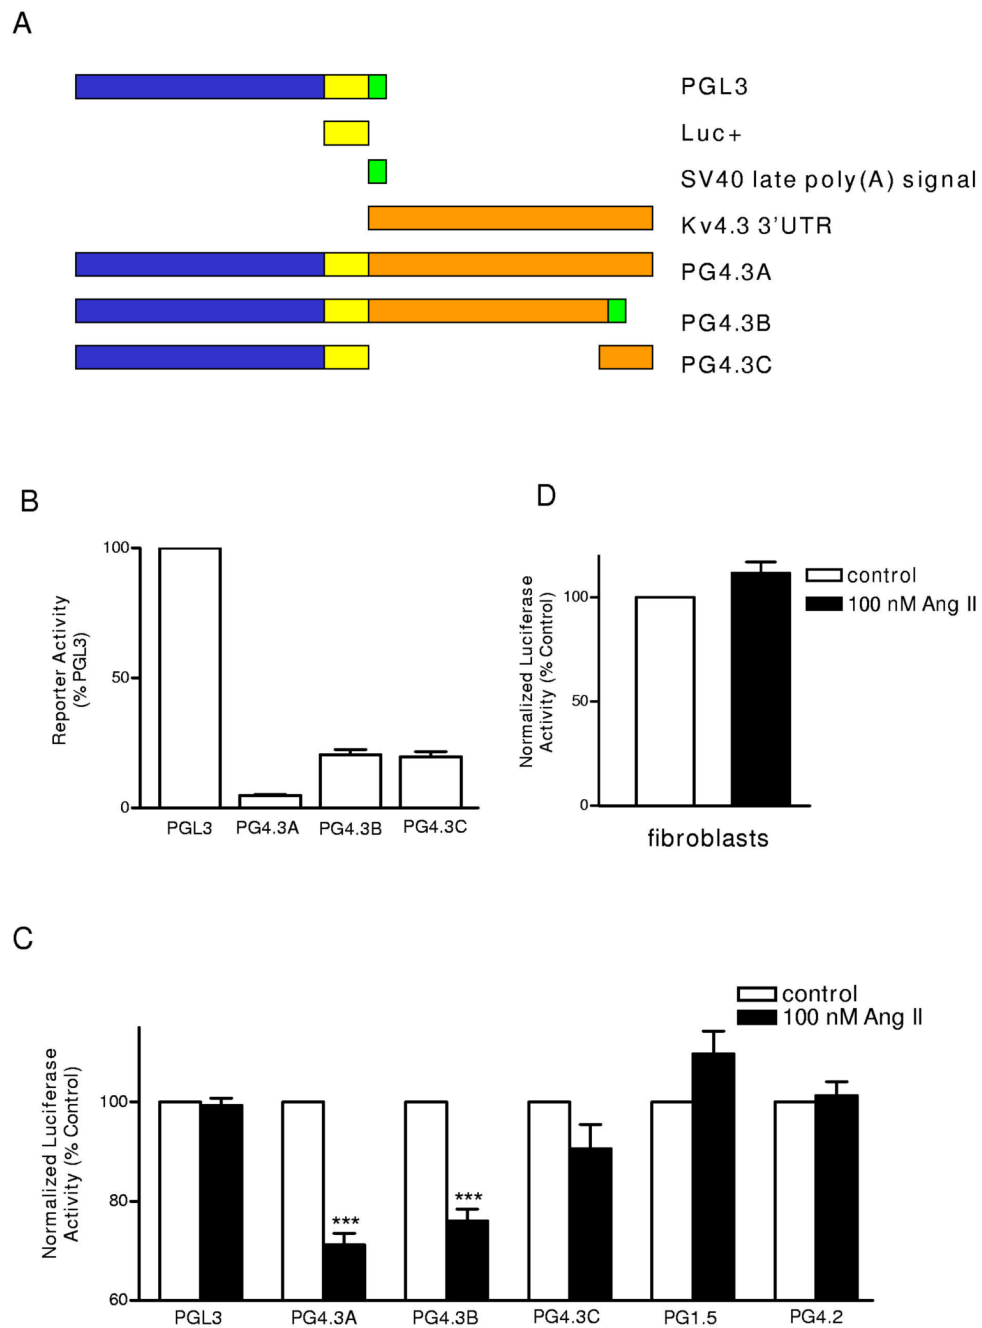 A
PGL3
Luc+
SV40 late poly(A) signal
Kv4.3 3'UTR
PG4.3A
PG4.3B
PG4.3C
B
Reporter Activity
(% PGL3)
100
50
0
PGL3 PG4.3A PG4.3B PG4.3C
D
Normalized Luciferase
Activity (% Control)
100
50
0
control
100 nM Ang II
fibroblasts
C
Normalized Luciferase
Activity (% Control)
100
80
60
control
100 nM Ang II
*** ***
PGL3 PG4.3A PG4.3B PG4.3C PG1.5 PG4.2